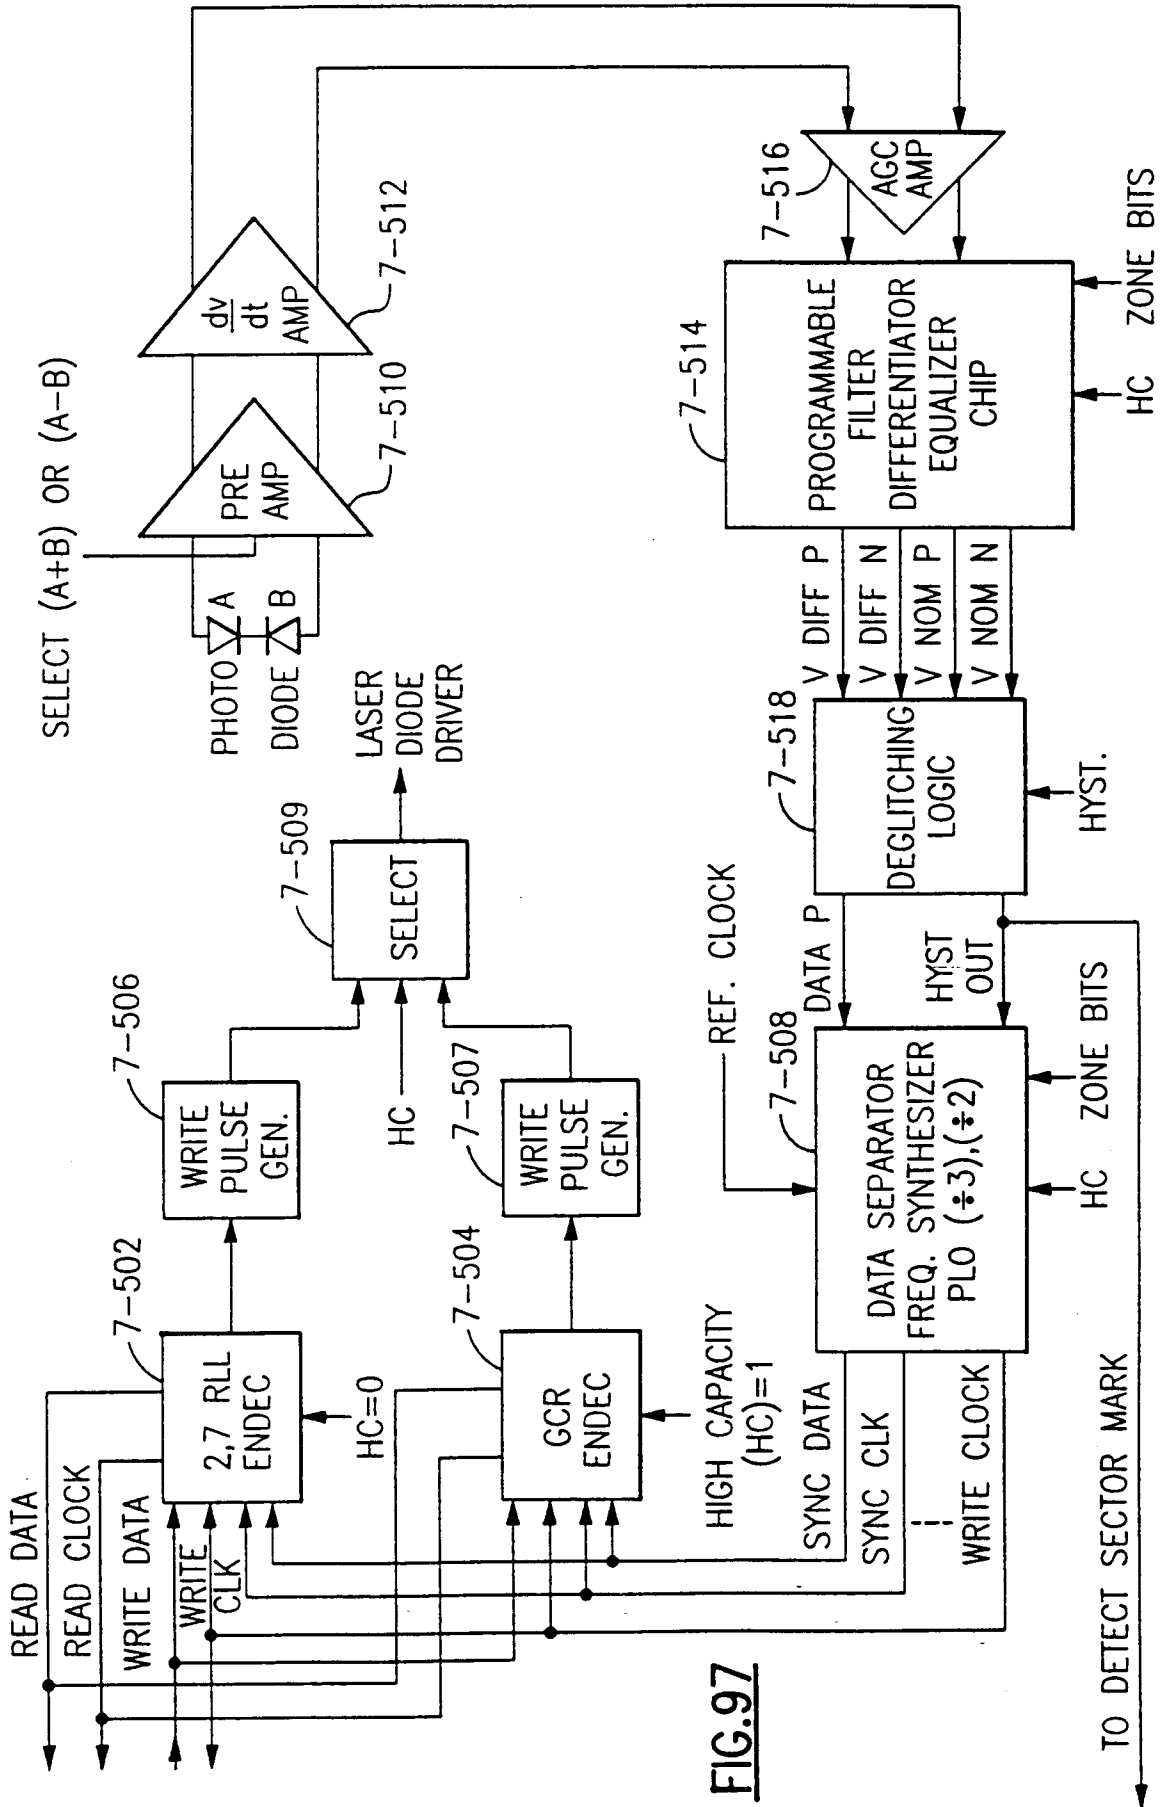 READ DATA
READ CLOCK
WRITE DATA
WRITE
CLK
7-502
2,7 RLL
ENDEC
HC=0
7-506
WRITE
PULSE
GEN.
7-504
GCR
ENDEC
HIGH CAPACITY
(HC)=1
7-507
WRITE
PULSE
GEN.
HC
7-509
SELECT
LASER
DIODE
DRIVER
SELECT (A+B) OR (A−B)
PHOTO A
DIODE B
PRE
AMP
7-510
dv
dt
AMP
7-512
7-516
AGC
AMP
7-514
PROGRAMMABLE
FILTER
DIFFERENTIATOR
EQUALIZER
CHIP
HC ZONE BITS
V DIFF P
V DIFF N
V NOM P
V NOM N
7-518
DEGLITCHING
LOGIC
HYST.
DATA P
HYST
OUT
REF. CLOCK
7-508
DATA SEPARATOR
FREQ. SYNTHESIZER
PLO (÷3),(÷2)
HC ZONE BITS
SYNC DATA
SYNC CLK
WRITE CLOCK
TO DETECT SECTOR MARK
FIG.97